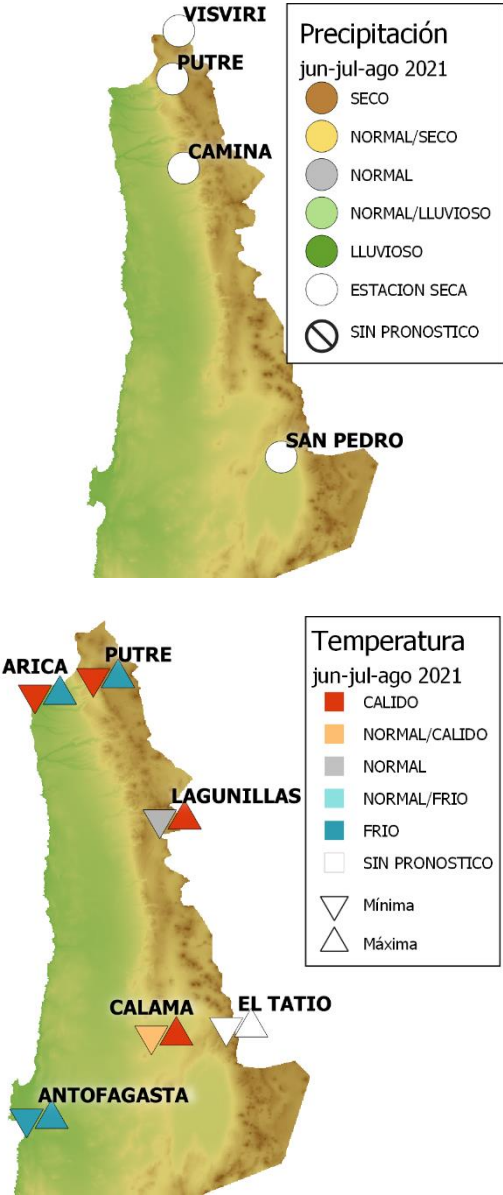 VISVIRI
PUTRE
CAMINA
SAN PEDRO
Precipitación
jun-jul-ago 2021
SECO
NORMAL/SECO
NORMAL
NORMAL/LLUVIOSO
LLUVIOSO
ESTACION SECA
SIN PRONOSTICO
ARICA
PUTRE
LAGUNILLAS
CALAMA
EL TATIO
ANTOFAGASTA
Temperatura
jun-jul-ago 2021
CALIDO
NORMAL/CALIDO
NORMAL
NORMAL/FRIO
FRIO
SIN PRONOSTICO
Mínima
Máxima